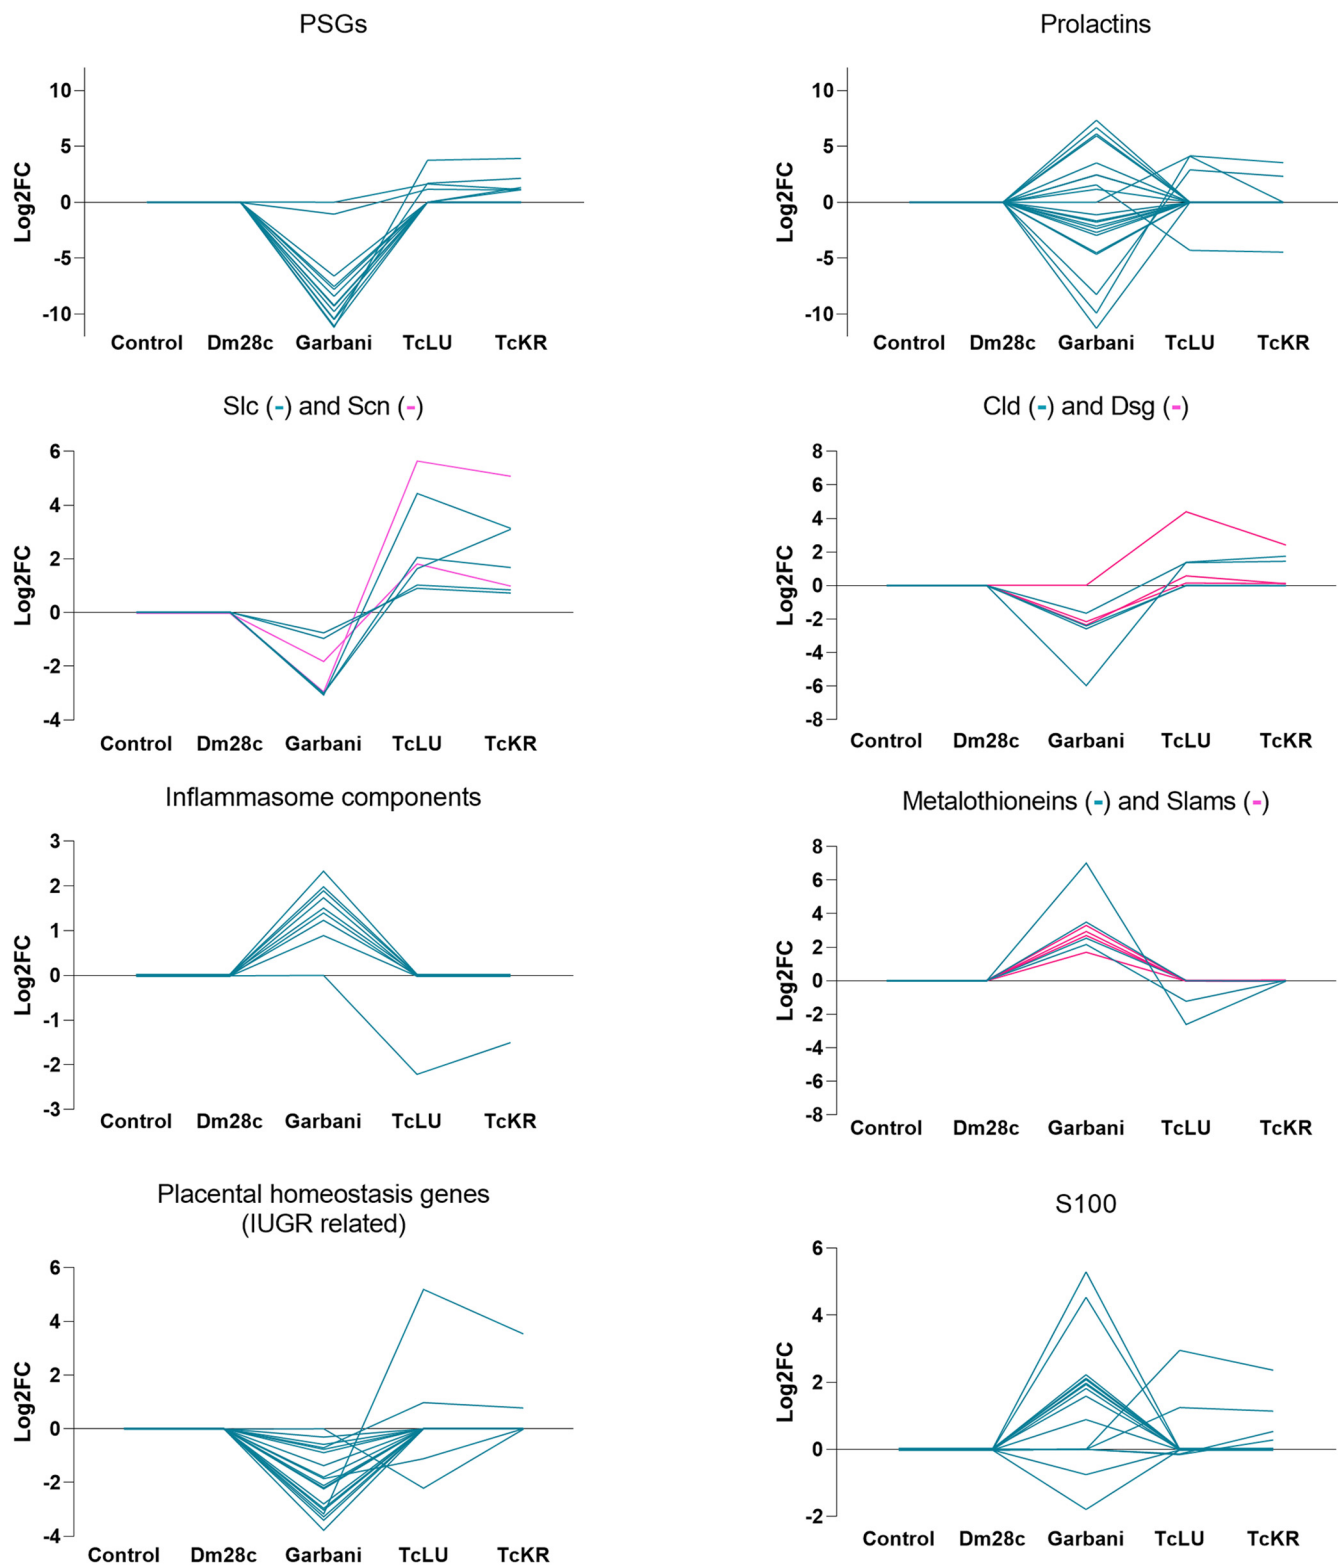 PSGs
10
5
0
-5
-10
Log2FC
Control Dm28c Garbani TcLU TcKR
Prolactins
10
5
0
-5
-10
Log2FC
Control Dm28c Garbani TcLU TcKR
Slc (-) and Scn (-)
6
4
2
0
-2
-4
Log2FC
Control Dm28c Garbani TcLU TcKR
Cld (-) and Dsg (-)
8
6
4
2
0
-2
-4
-6
-8
Log2FC
Control Dm28c Garbani TcLU TcKR
Inflammasome components
3
2
1
0
-1
-2
-3
Log2FC
Control Dm28c Garbani TcLU TcKR
Metalothioneins (-) and Slams (-)
8
6
4
2
0
-2
-4
-6
-8
Log2FC
Control Dm28c Garbani TcLU TcKR
Placental homeostasis genes
(IUGR related)
6
4
2
0
-2
-4
Log2FC
Control Dm28c Garbani TcLU TcKR
S100
6
4
2
0
-2
Log2FC
Control Dm28c Garbani TcLU TcKR